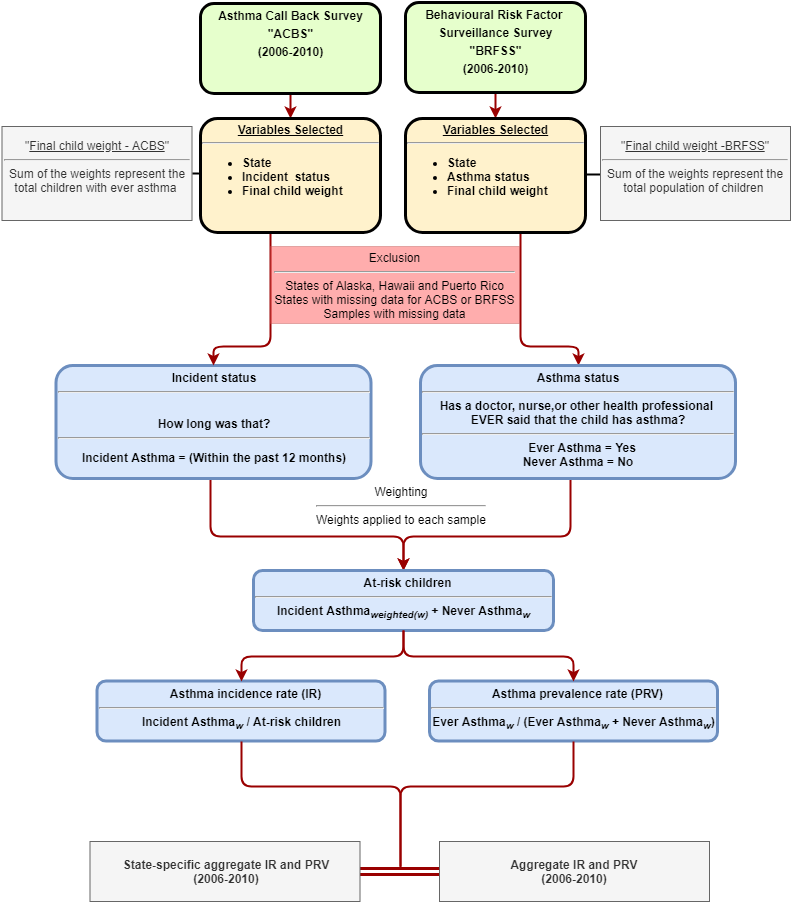 Asthma Call Back Survey
"ACBS"
(2006-2010)
Behavioural Risk Factor
Surveillance Survey
"BRFSS"
(2006-2010)
"Final child weight - ACBS"
Sum of the weights represent the
total children with ever asthma
Variables Selected
• State
• Incident status
• Final child weight
Variables Selected
• State
• Asthma status
• Final child weight
"Final child weight -BRFSS"
Sum of the weights represent the
total population of children
Exclusion
States of Alaska, Hawaii and Puerto Rico
States with missing data for ACBS or BRFSS
Samples with missing data
Incident status
How long was that?
Incident Asthma = (Within the past 12 months)
Asthma status
Has a doctor, nurse,or other health professional
EVER said that the child has asthma?
Ever Asthma = Yes
Never Asthma = No
Weighting
Weights applied to each sample
At-risk children
Incident Asthmaweighted(w) + Never Asthmaw
Asthma incidence rate (IR)
Incident Asthmaw / At-risk children
Asthma prevalence rate (PRV)
Ever Asthmaw / (Ever Asthmaw + Never Asthmaw)
State-specific aggregate IR and PRV
(2006-2010)
Aggregate IR and PRV
(2006-2010)